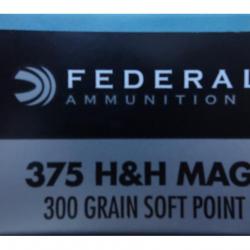 FEDERAL
AMMUNITION
375 H&H MAG
300 GRAIN SOFT POINT